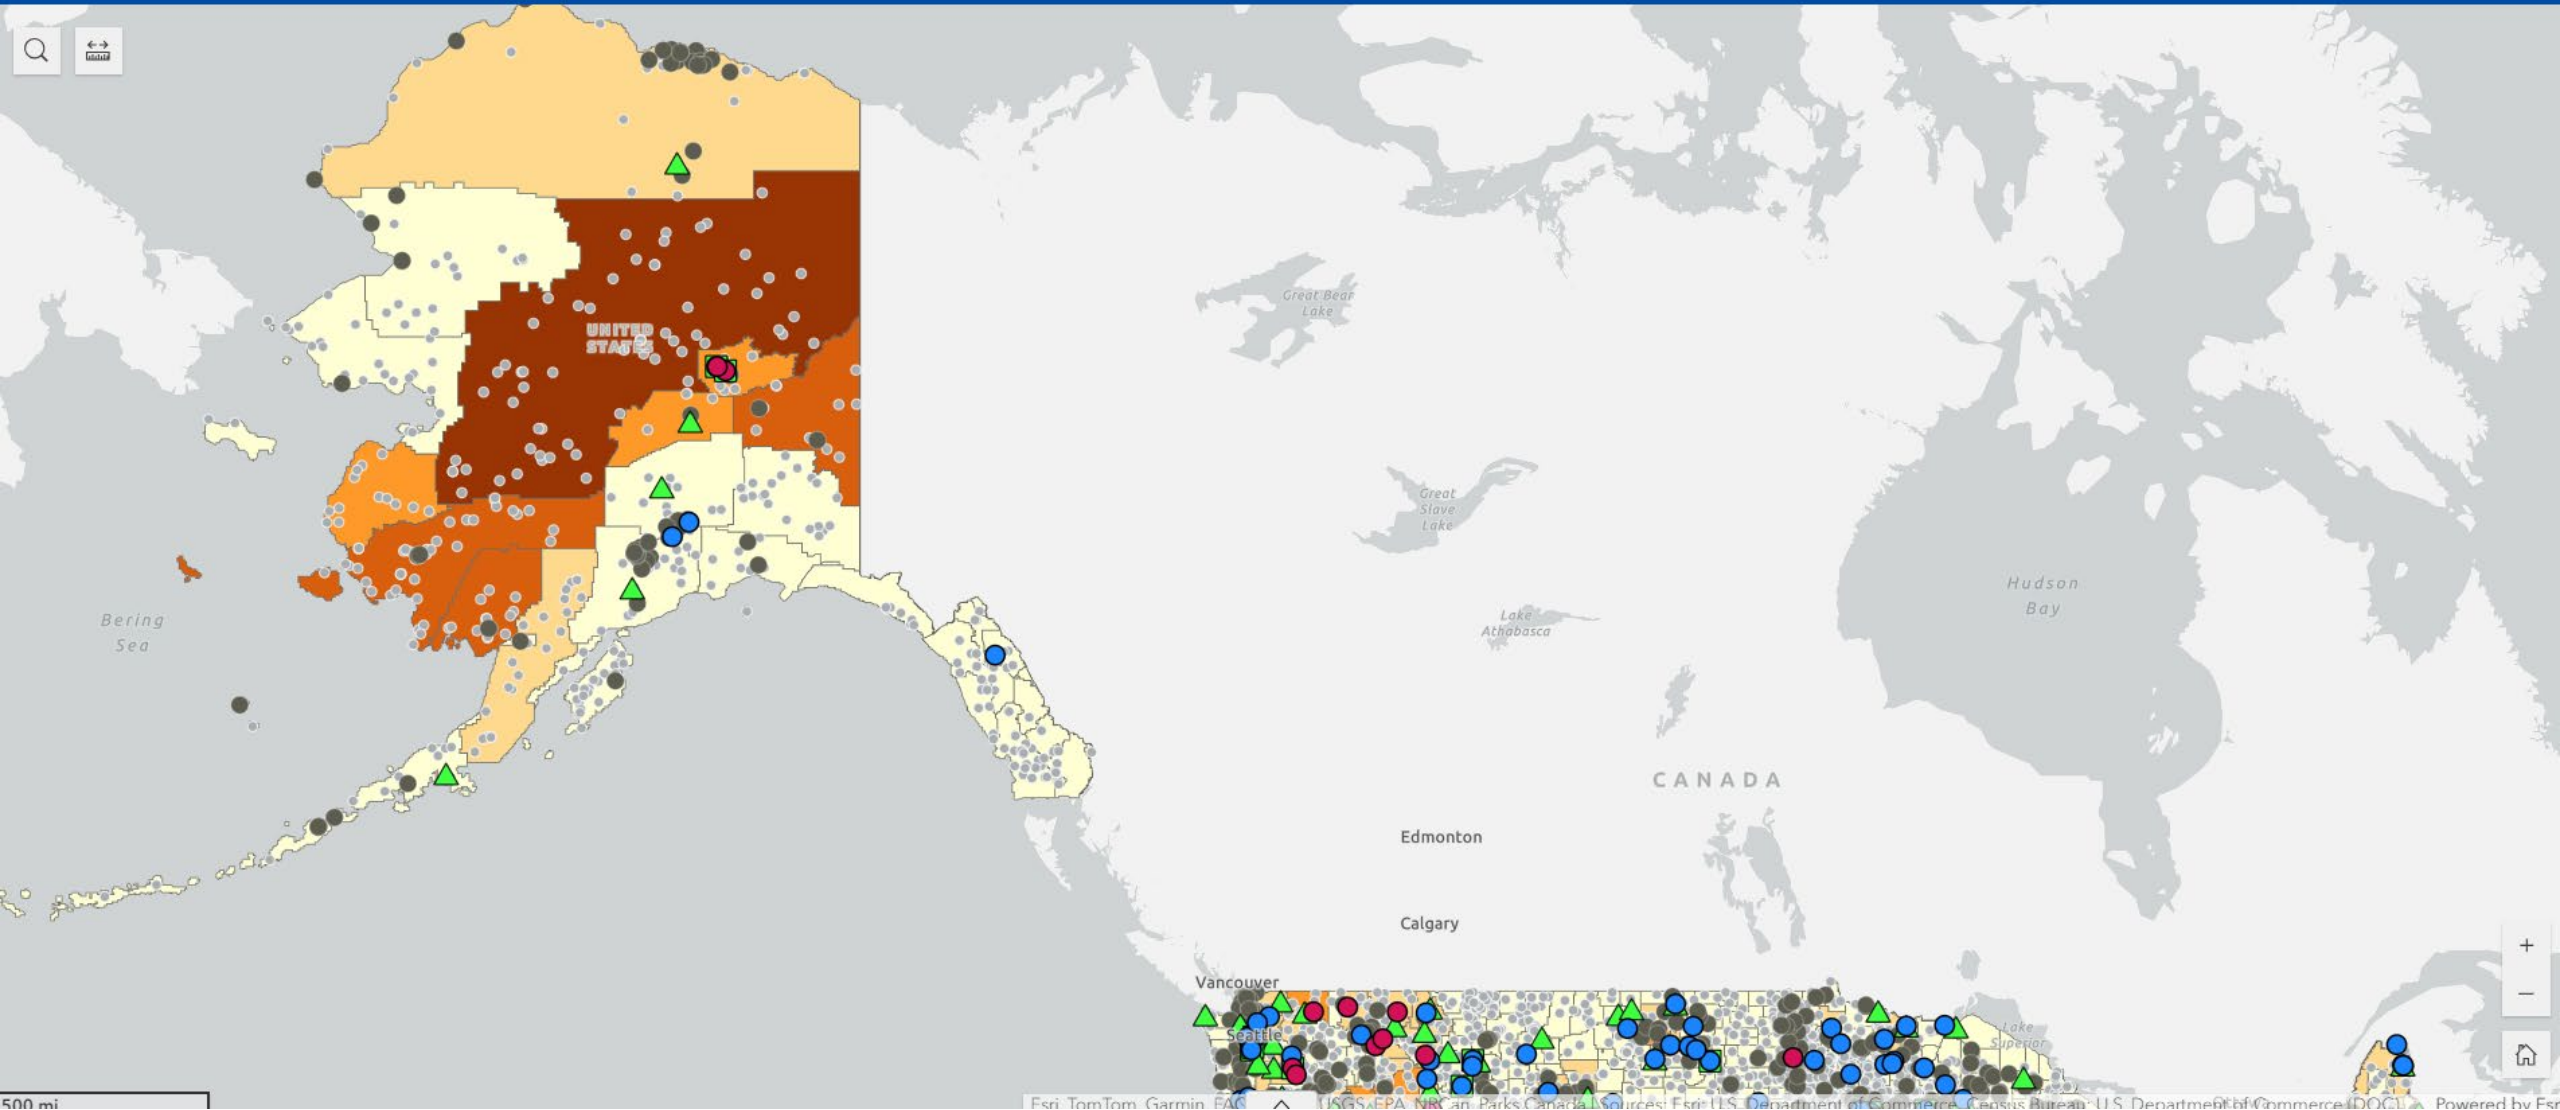 UNITED
STATES
Great Bear
Lake
Great
Slave
Lake
Lake
Athabasca
Hudson
Bay
Bering
Sea
CANADA
Edmonton
Calgary
Vancouver
Seattle
Lake
Superior
+
−
500 mi
Esri, TomTom, Garmin, FAO
USGS, EPA, NRCan, Parks Canada | Sources: Esri; U.S. Department of Commerce, Census Bureau; U.S. Department of Commerce (DOC)
Powered by Esri